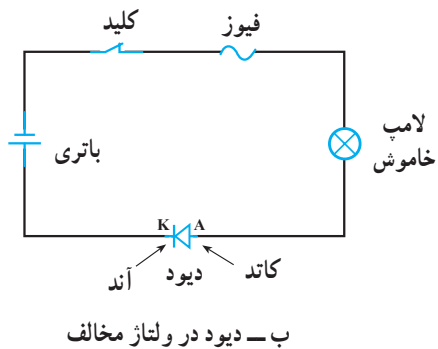 کلید
فیوز
باتری
لامپ
خاموش
K
A
آند
دیود
کاتد
ب ــ دیود در ولتاژ مخالف